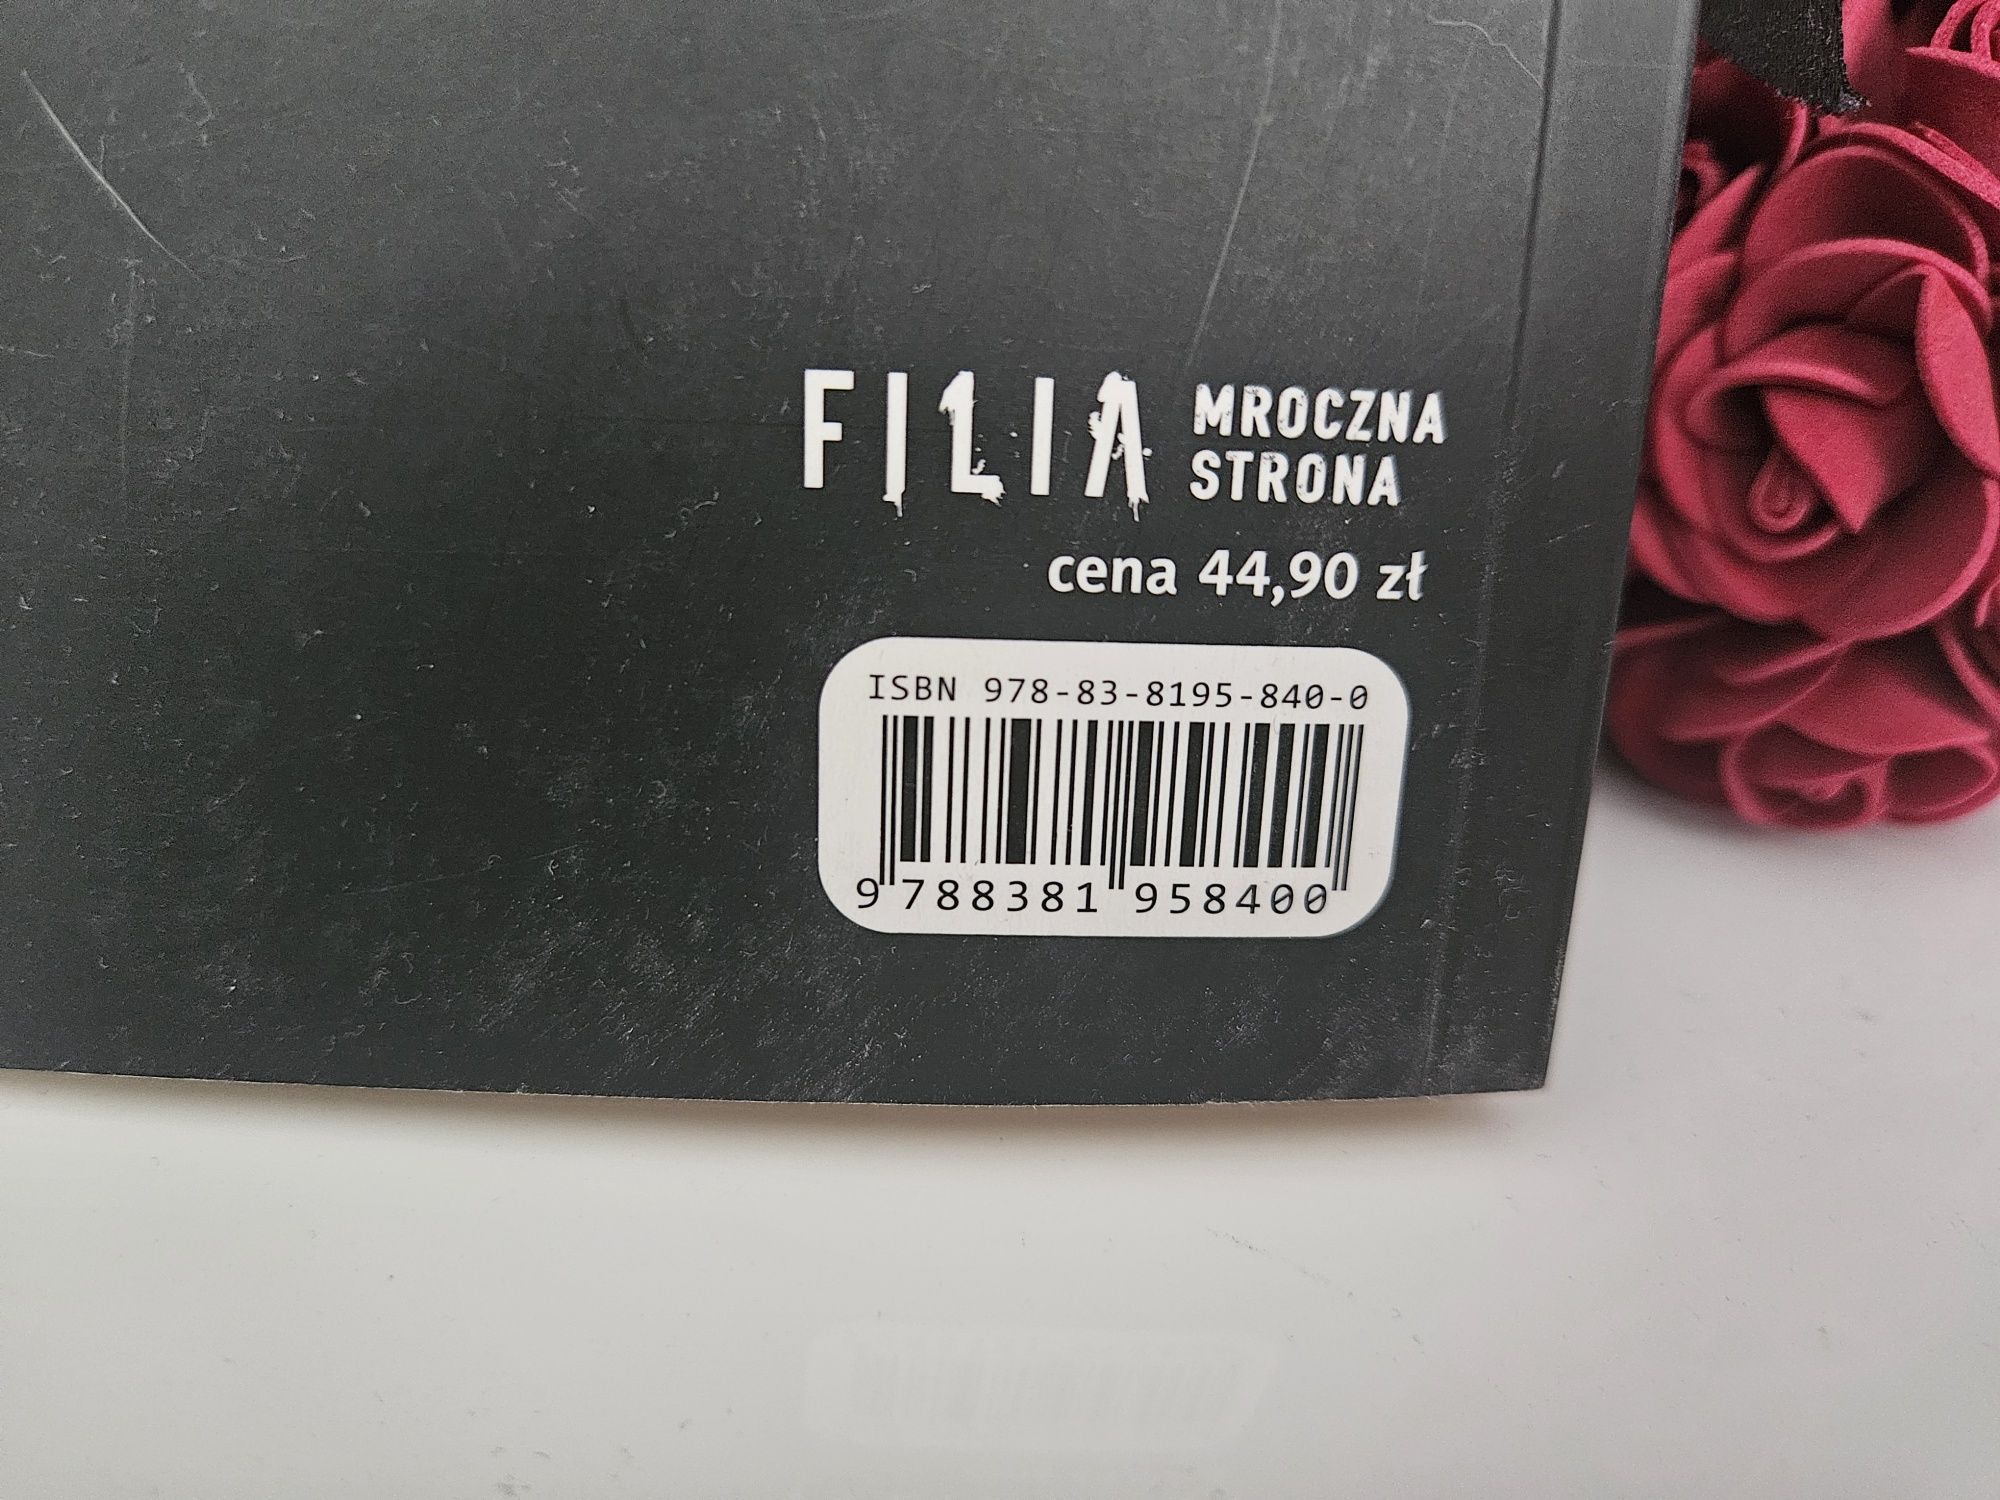 FILIA MROCZNA STRONA
cena 44,90 zł
ISBN 978-83-8195-840-0
9 788381 958400